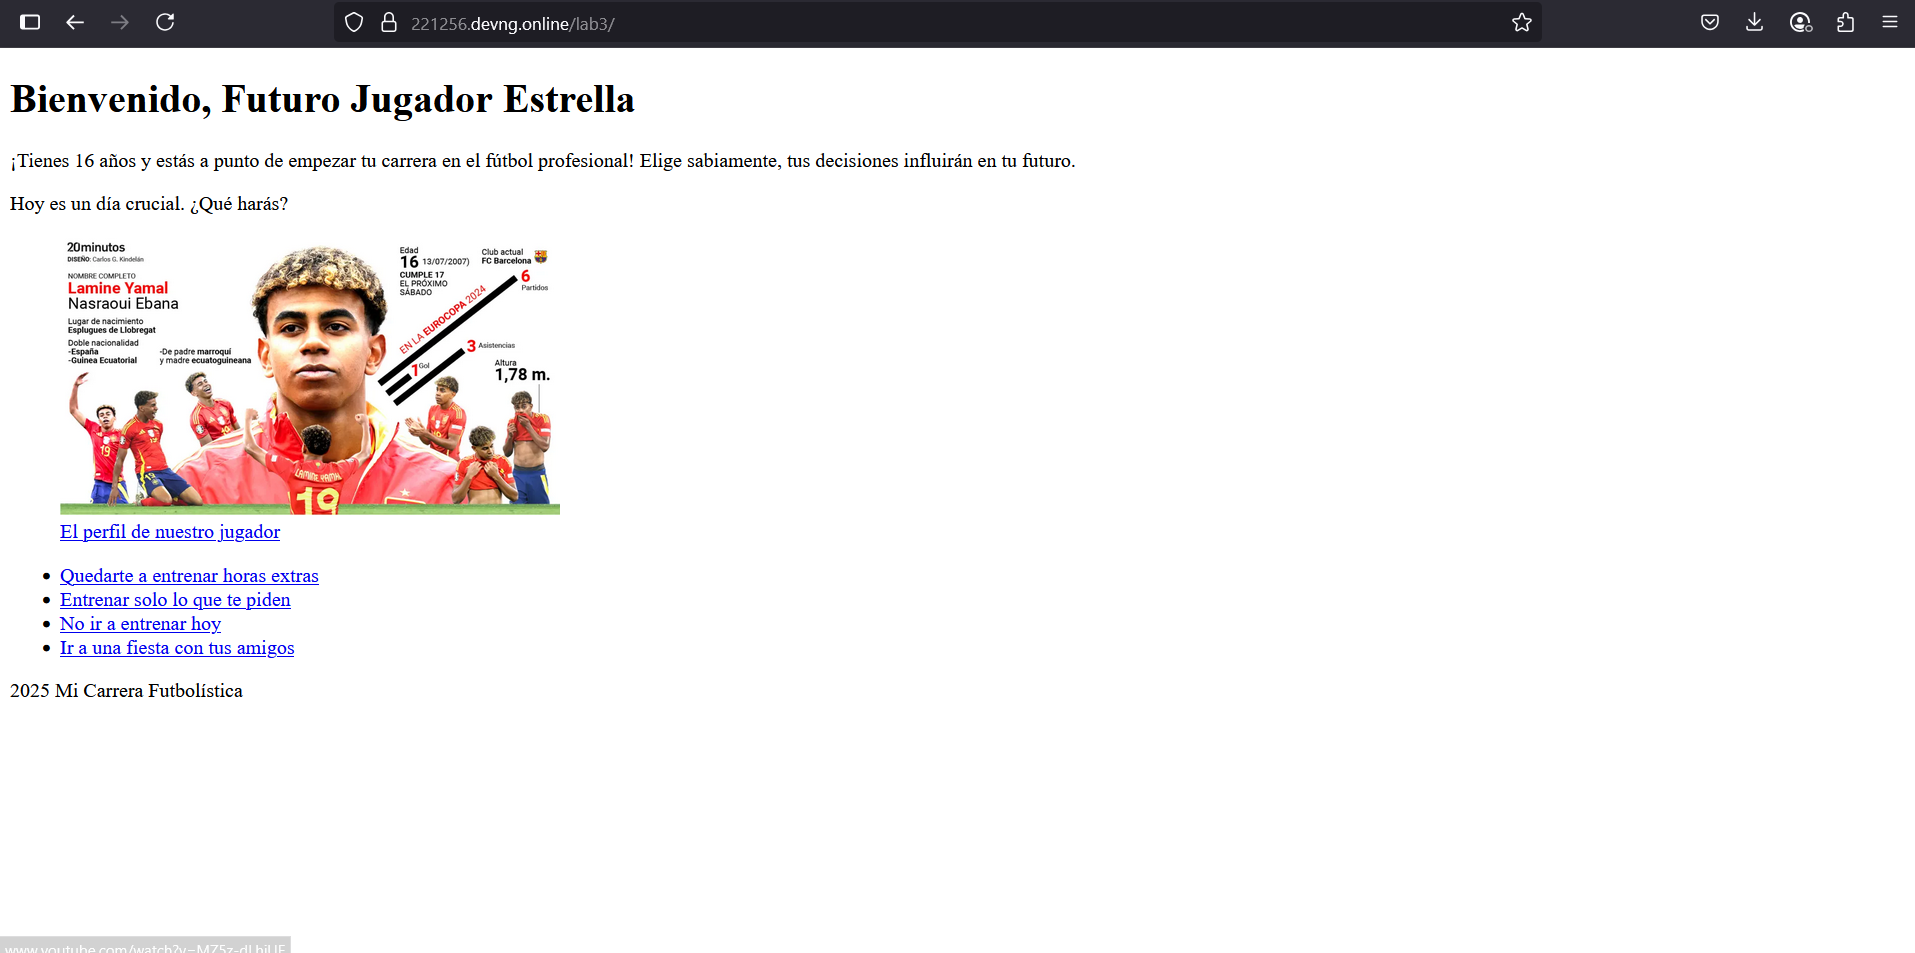 221256.devng.online/lab3/
Bienvenido, Futuro Jugador Estrella
¡Tienes 16 años y estás a punto de empezar tu carrera en el fútbol profesional! Elige sabiamente, tus decisiones influirán en tu futuro.
Hoy es un día crucial. ¿Qué harás?
20minutos
DISEÑO: Carlos G. Kindelán
NOMBRE COMPLETO
Lamine Yamal
Nasraoui Ebana
Lugar de nacimiento
Esplugues de Llobregat
Doble nacionalidad
-España
-Guinea Ecuatorial
-De padre marroquí
y madre ecuatoguineana
Edad
16 13/07/2007)
CUMPLE 17
EL PRÓXIMO
SÁBADO
Club actual
FC Barcelona
6
Partidos
EN LA EUROCOPA 2024
3 Asistencias
1 Gol
Altura
1,78 m.
19
19
LAMINE YAMAL
19
El perfil de nuestro jugador
• Quedarte a entrenar horas extras
• Entrenar solo lo que te piden
• No ir a entrenar hoy
• Ir a una fiesta con tus amigos
2025 Mi Carrera Futbolística